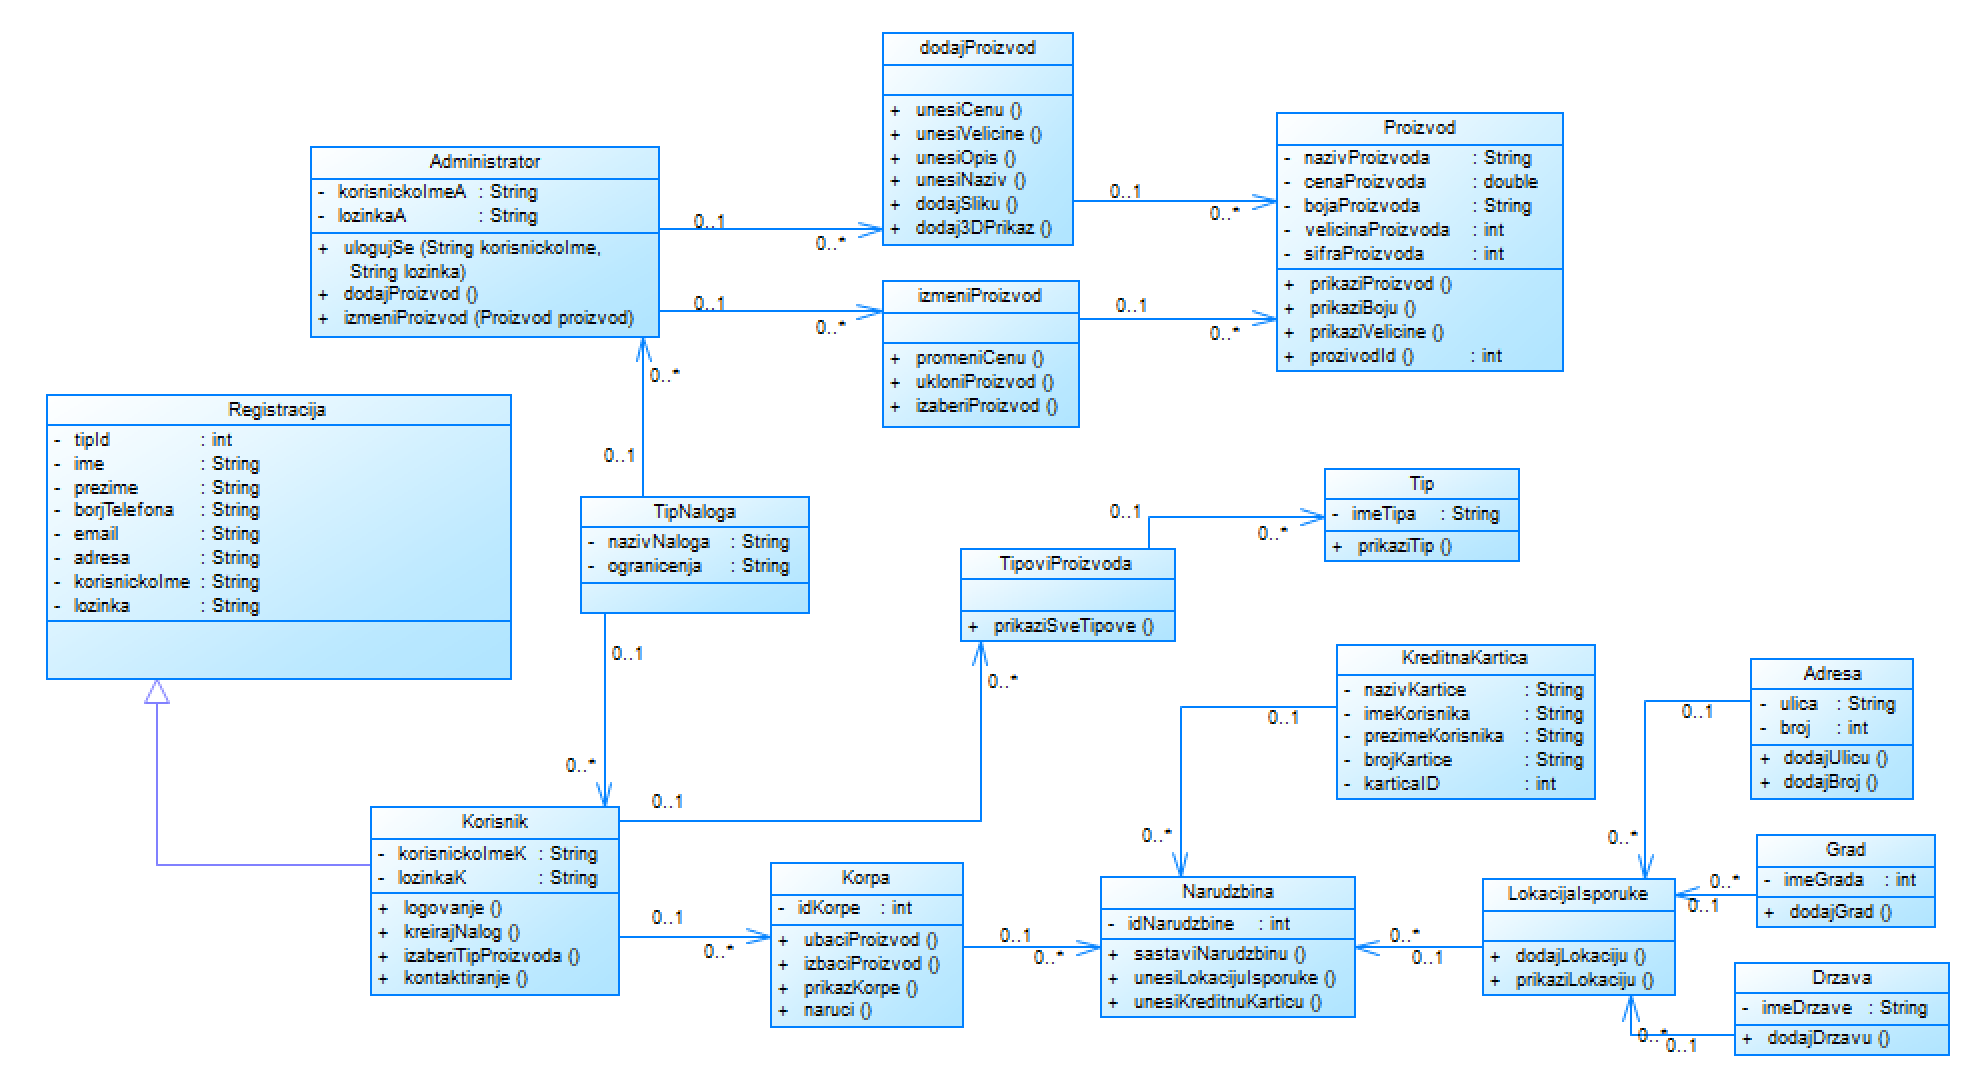 dodajProizvod
+ unesiCenu ()
+ unesiVelicine ()
+ unesiOpis ()
+ unesiNaziv ()
+ dodajSliku ()
+ dodaj3DPrikaz ()
Proizvod
- nazivProizvoda : String
- cenaProizvoda : double
- bojaProizvoda : String
- velicinaProizvoda : int
- sifraProizvoda : int
+ prikaziProizvod ()
+ prikaziBoju ()
+ prikaziVelicine ()
+ prozivodId () : int
Administrator
- korisnickoImeA : String
- lozinkaA : String
+ ulogujSe (String korisnickoIme,
String lozinka)
+ dodajProizvod ()
+ izmeniProizvod (Proizvod proizvod)
0..1
0..*
0..1
0..*
0..1
0..*
0..1
0..*
izmeniProizvod
+ promeniCenu ()
+ ukloniProizvod ()
+ izaberiProizvod ()
0..*
0..1
Registracija
- tipId : int
- ime : String
- prezime : String
- borjTelefona : String
- email : String
- adresa : String
- korisnickoIme : String
- lozinka : String
TipNaloga
- nazivNaloga : String
- ogranicenja : String
0..1
0..*
Tip
- imeTipa : String
+ prikaziTip ()
0..1
0..*
TipoviProizvoda
+ prikaziSveTipove ()
0..*
0..1
KreditnaKartica
- nazivKartice : String
- imeKorisnika : String
- prezimeKorisnika : String
- brojKartice : String
- karticaID : int
0..1
0..*
Adresa
- ulica : String
- broj : int
+ dodajUlicu ()
+ dodajBroj ()
0..1
0..*
Korisnik
- korisnickoImeK : String
- lozinkaK : String
+ logovanje ()
+ kreirajNalog ()
+ izaberiTipProizvoda ()
+ kontaktiranje ()
0..1
0..*
Korpa
- idKorpe : int
+ ubaciProizvod ()
+ izbaciProizvod ()
+ prikazKorpe ()
+ naruci ()
0..1
0..*
Narudzbina
- idNarudzbine : int
+ sastaviNarudzbinu ()
+ unesiLokacijuIsporuke ()
+ unesiKreditnuKarticu ()
0..*
0..1
LokacijaIsporuke
+ dodajLokaciju ()
+ prikaziLokaciju ()
0..*
0..1
Grad
- imeGrada : int
+ dodajGrad ()
0..*
0..1
Drzava
- imeDrzave : String
+ dodajDrzavu ()